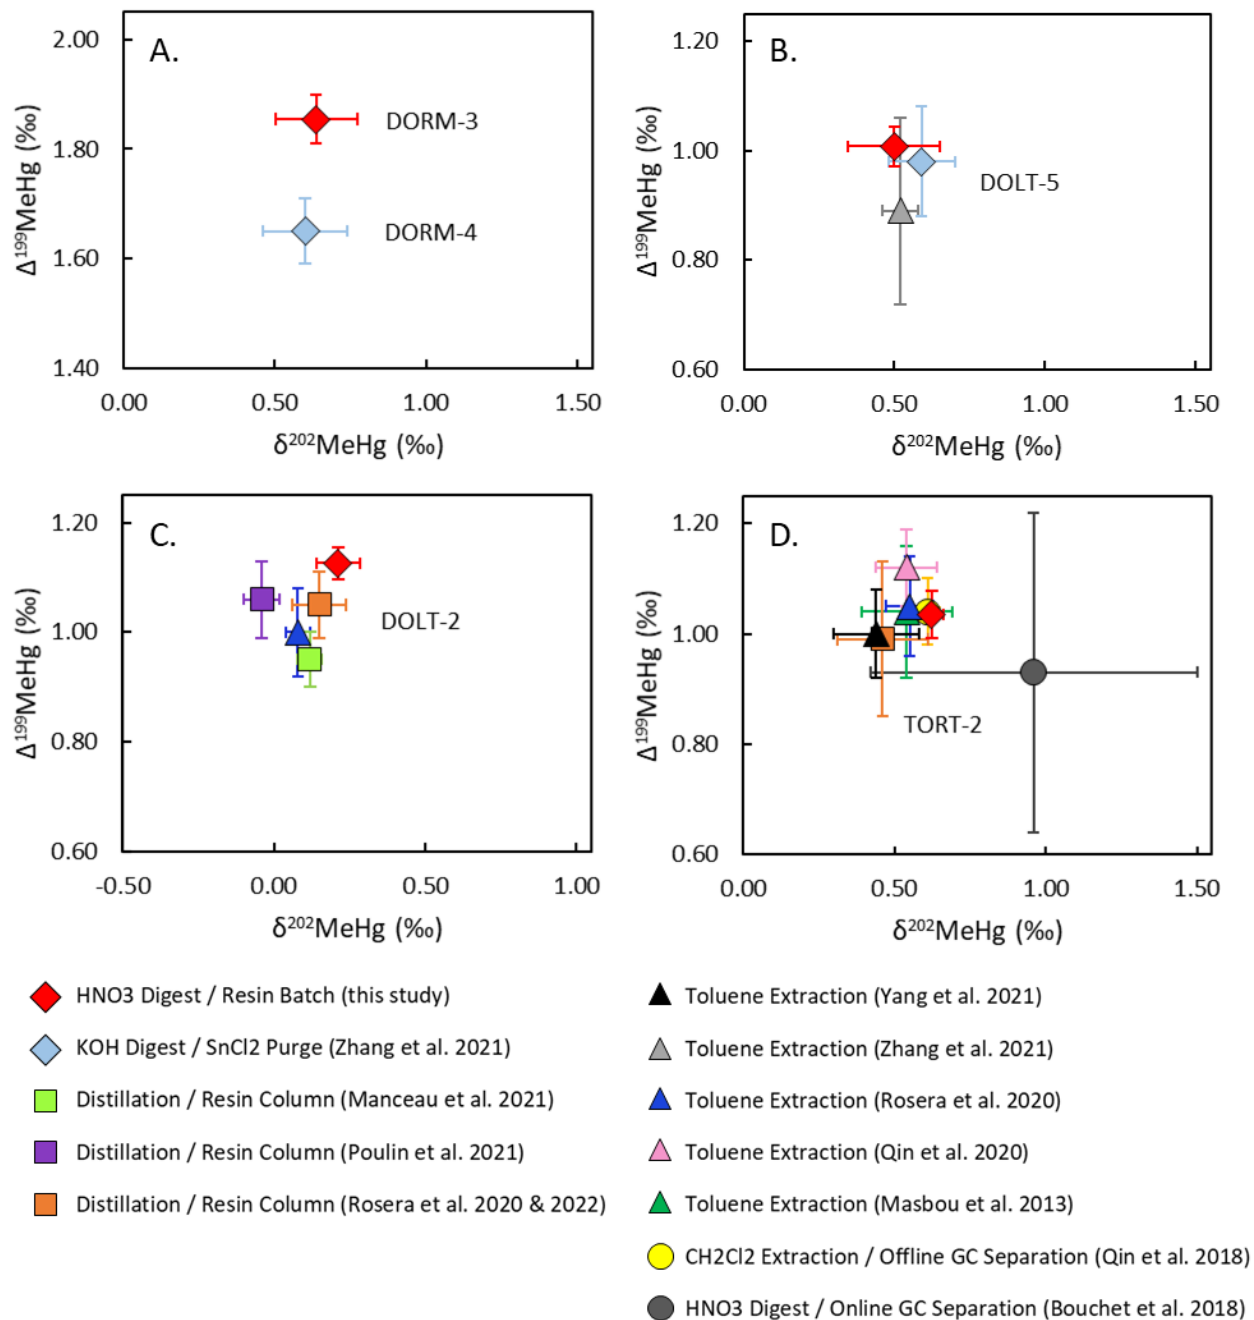 A.
2.00
1.80
1.60
1.40
Δ¹⁹⁹MeHg (‰)
DORM-3
DORM-4
0.00 0.50 1.00 1.50
δ²⁰²MeHg (‰)
B.
1.20
1.00
0.80
0.60
Δ¹⁹⁹MeHg (‰)
DOLT-5
0.00 0.50 1.00 1.50
δ²⁰²MeHg (‰)
C.
1.20
1.00
0.80
0.60
Δ¹⁹⁹MeHg (‰)
DOLT-2
-0.50 0.00 0.50 1.00
δ²⁰²MeHg (‰)
D.
1.20
1.00
0.80
0.60
Δ¹⁹⁹MeHg (‰)
TORT-2
0.00 0.50 1.00 1.50
δ²⁰²MeHg (‰)
HNO3 Digest / Resin Batch (this study)
KOH Digest / SnCl2 Purge (Zhang et al. 2021)
Distillation / Resin Column (Manceau et al. 2021)
Distillation / Resin Column (Poulin et al. 2021)
Distillation / Resin Column (Rosera et al. 2020 & 2022)
Toluene Extraction (Yang et al. 2021)
Toluene Extraction (Zhang et al. 2021)
Toluene Extraction (Rosera et al. 2020)
Toluene Extraction (Qin et al. 2020)
Toluene Extraction (Masbou et al. 2013)
CH2Cl2 Extraction / Offline GC Separation (Qin et al. 2018)
HNO3 Digest / Online GC Separation (Bouchet et al. 2018)